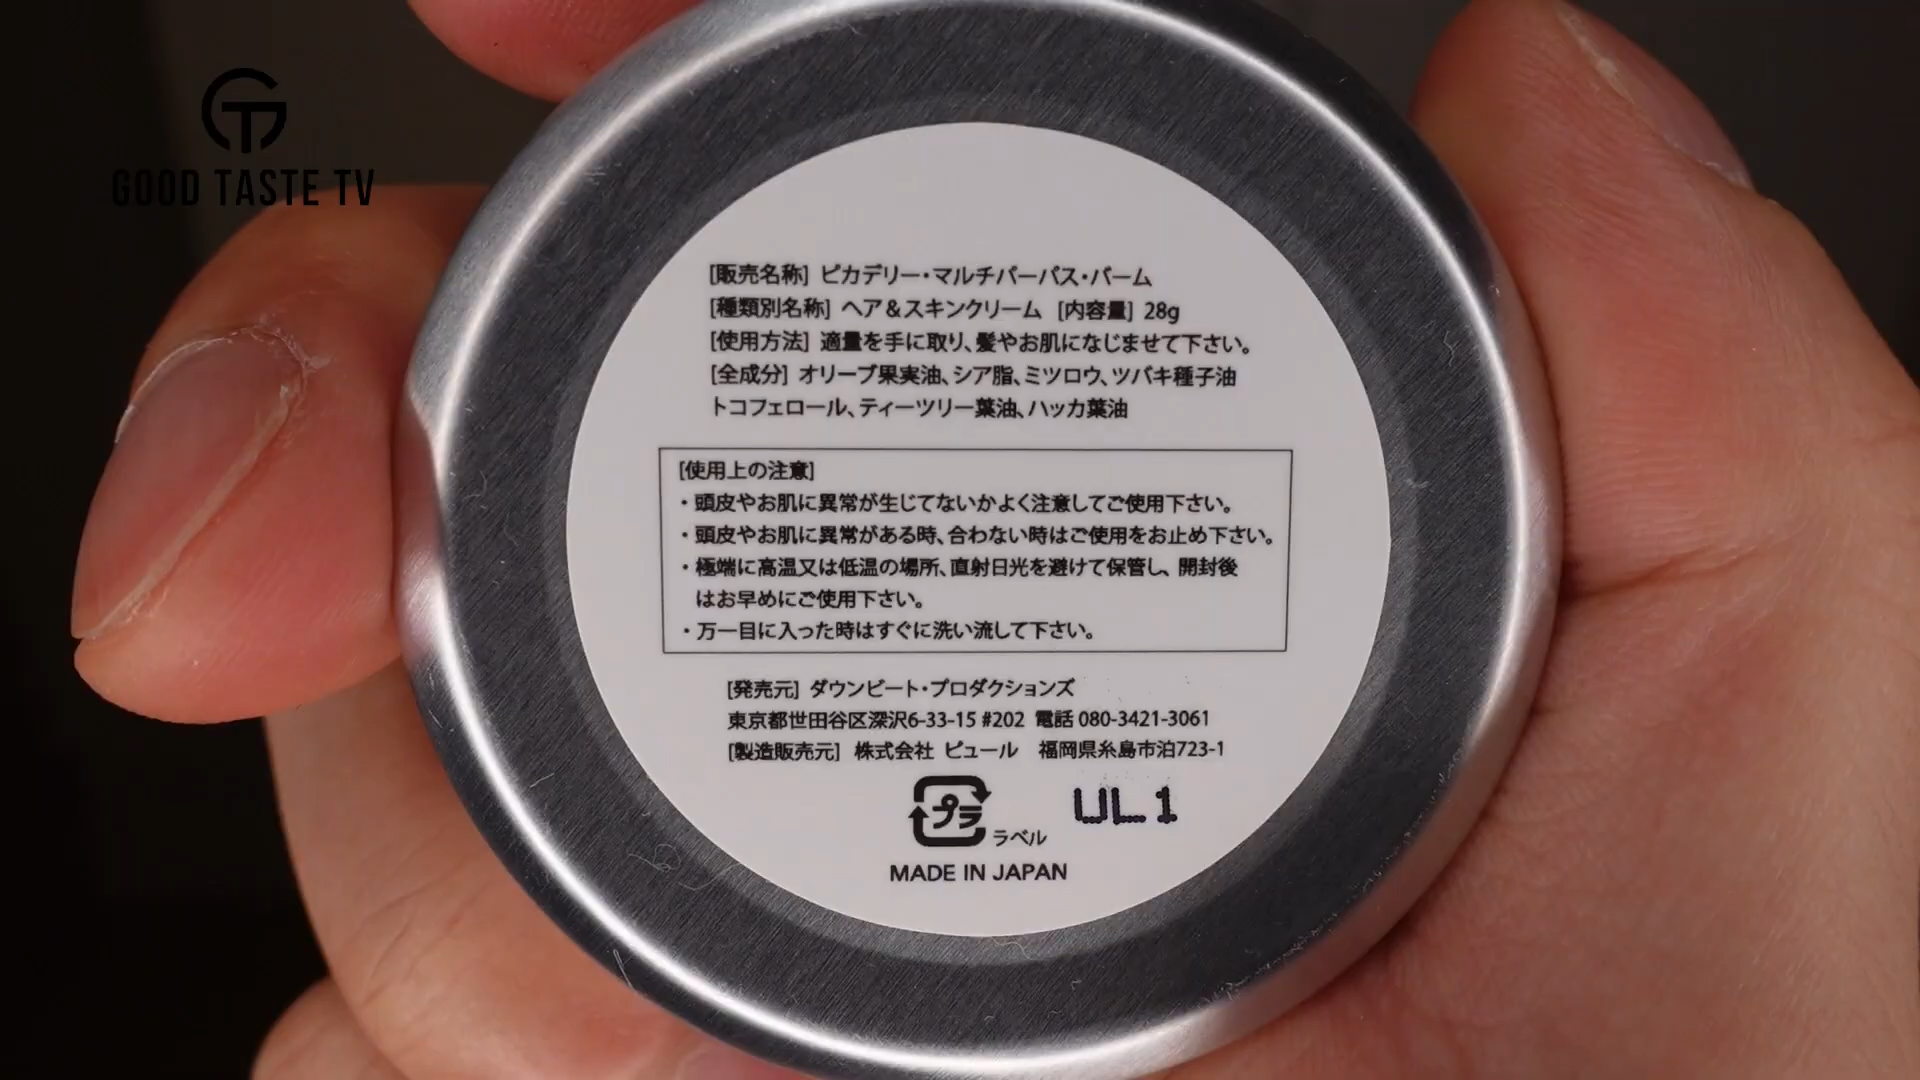 GOOD TASTE TV
[販売名称] ピカデリー・マルチパーパス・バーム
[種類別名称] ヘア＆スキンクリーム [内容量] 28g
[使用方法] 適量を手に取り、髪やお肌になじませて下さい。
[全成分] オリーブ果実油、シア脂、ミツロウ、ツバキ種子油
トコフェロール、ティーツリー葉油、ハッカ葉油
[使用上の注意]
・頭皮やお肌に異常が生じてないかよく注意してご使用下さい。
・頭皮やお肌に異常がある時、合わない時はご使用をお止め下さい。
・極端に高温又は低温の場所、直射日光を避けて保管し、開封後
はお早めにご使用下さい。
・万一目に入った時はすぐに洗い流して下さい。
[発売元] ダウンビート・プロダクションズ
東京都世田谷区深沢6-33-15 #202 電話 080-3421-3061
[製造販売元] 株式会社 ピュール 福岡県糸島市泊723-1
プラ ラベル UL1
MADE IN JAPAN